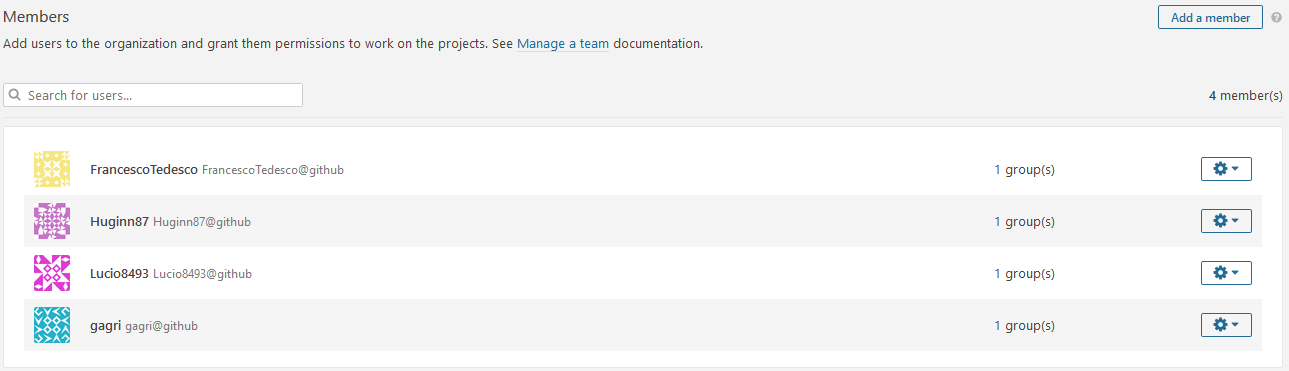 Members
Add a member
Add users to the organization and grant them permissions to work on the projects. See Manage a team documentation.
Search for users...
4 member(s)
FrancescoTedesco FrancescoTedesco@github 1 group(s)
Huginn87 Huginn87@github 1 group(s)
Lucio8493 Lucio8493@github 1 group(s)
gagri gagri@github 1 group(s)